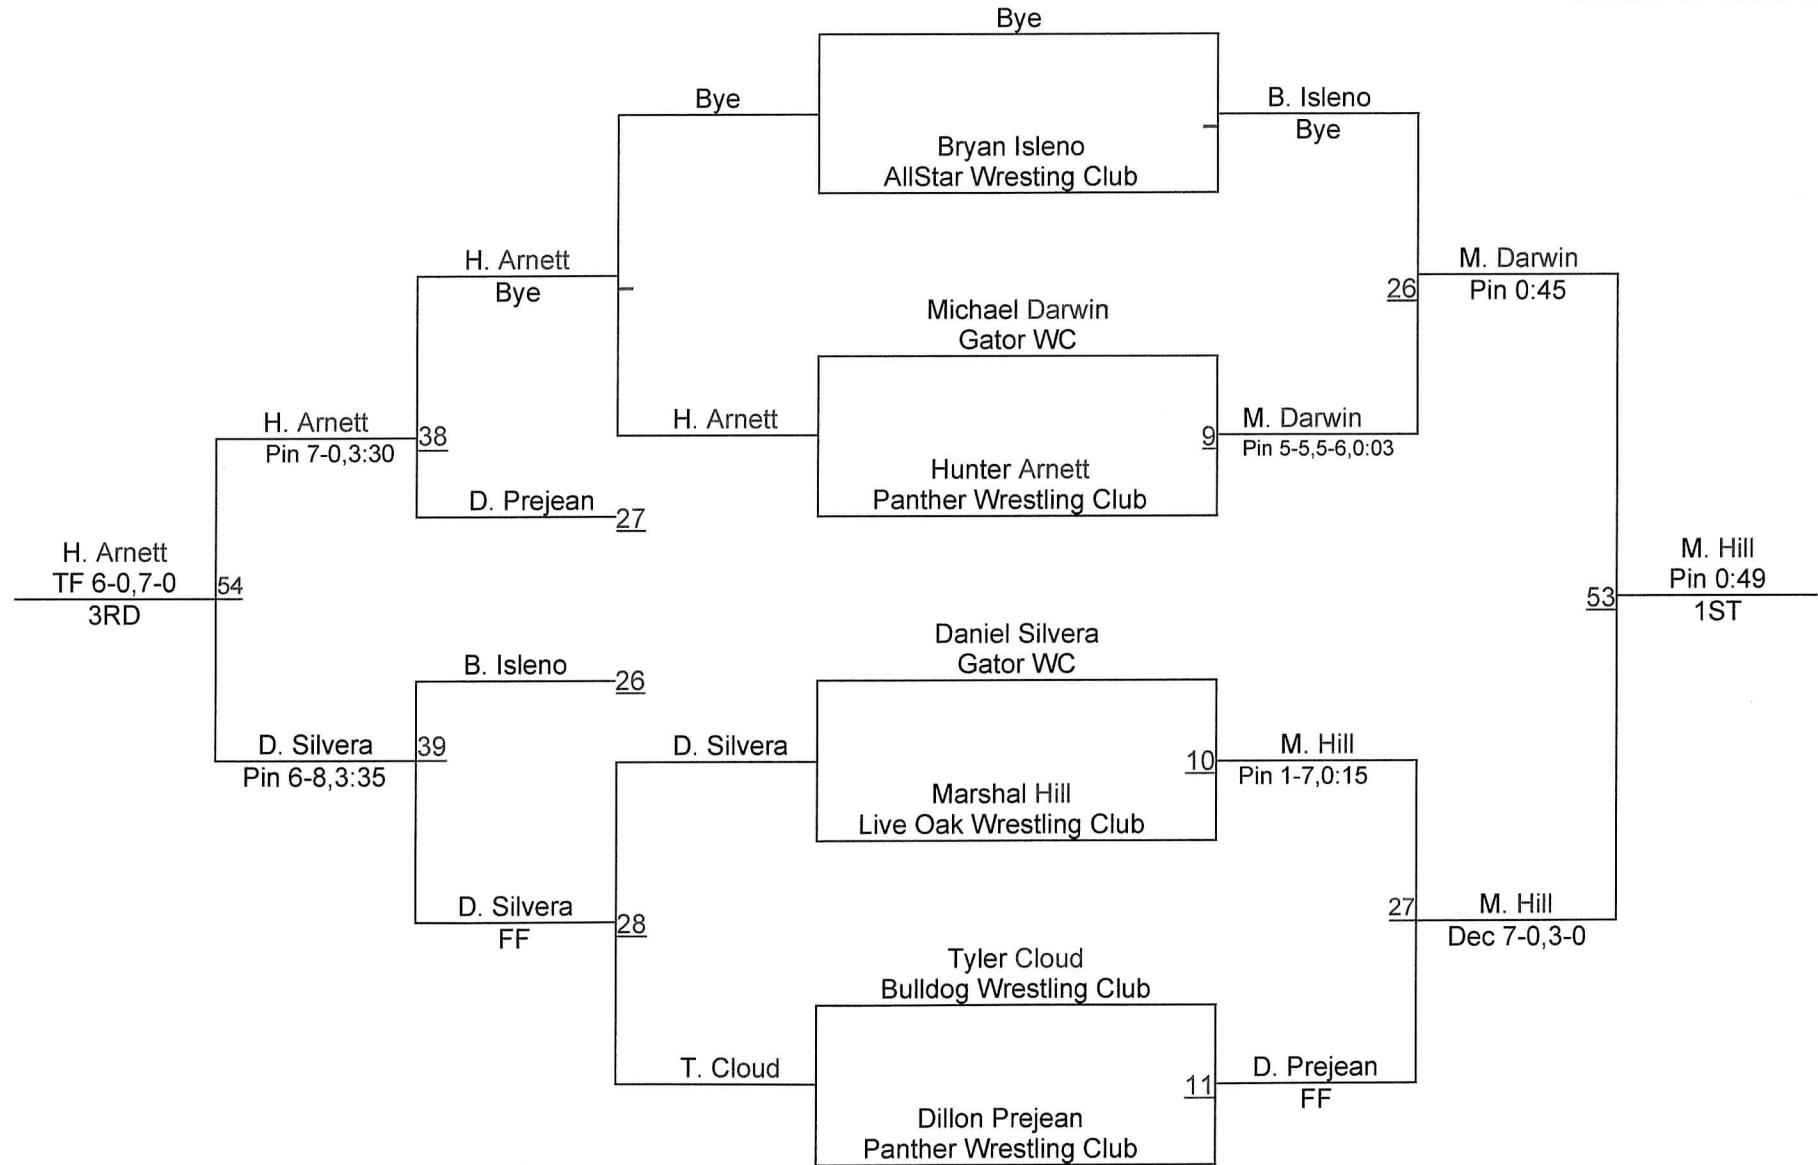 Bye
Bye
B. Isleno
Bye
Bryan Isleno
AllStar Wresting Club
H. Arnett
Bye
M. Darwin
Pin 0:45
26
Michael Darwin
Gator WC
H. Arnett
Pin 7-0,3:30
38
H. Arnett
9
M. Darwin
Pin 5-5,5-6,0:03
Hunter Arnett
Panther Wrestling Club
D. Prejean
27
H. Arnett
TF 6-0,7-0
3RD
54
M. Hill
Pin 0:49
1ST
53
Daniel Silvera
Gator WC
B. Isleno
26
D. Silvera
Pin 6-8,3:35
39
D. Silvera
10
M. Hill
Pin 1-7,0:15
Marshal Hill
Live Oak Wrestling Club
D. Silvera
FF
28
27
M. Hill
Dec 7-0,3-0
Tyler Cloud
Bulldog Wrestling Club
T. Cloud
11
D. Prejean
FF
Dillon Prejean
Panther Wrestling Club